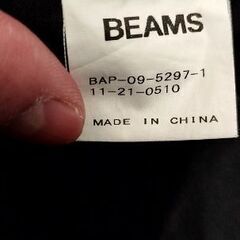 BEAMS
BAP-09-5297-1
11-21-0510
MADE IN CHINA